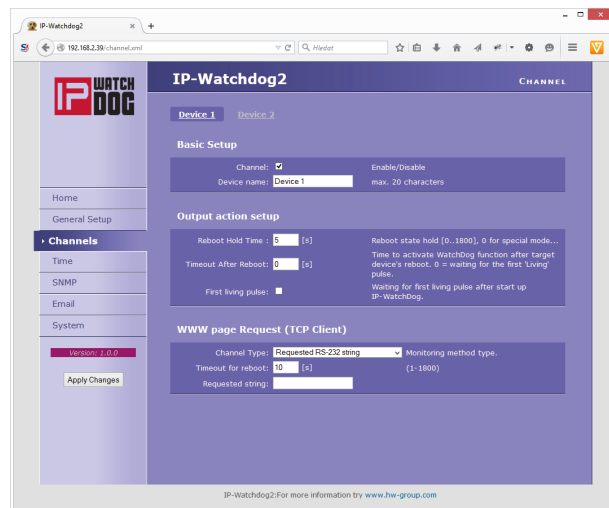 IP-Watchdog2
192.168.2.39/channel.xml
Hledat
IP WATCH DOG
IP-Watchdog2
CHANNEL
Device 1
Device 2
Basic Setup
Channel:
Enable/Disable
Device name: Device 1
max. 20 characters
Home
General Setup
Channels
Time
SNMP
Email
System
Version: 1.0.0
Apply Changes
Output action setup
Reboot Hold Time : 5 [s]
Reboot state hold [0..1800], 0 for special mode...
Timeout After Reboot: 0 [s]
Time to activate WatchDog function after target
device's reboot. 0 = waiting for the first 'Living'
pulse.
First living pulse:
Waiting for first living pulse after start up
IP-WatchDog.
WWW page Request (TCP Client)
Channel Type: Requested RS-232 string
Monitoring method type.
Timeout for reboot: 10 [s]
(1-1800)
Requested string:
IP-Watchdog2:For more information try www.hw-group.com